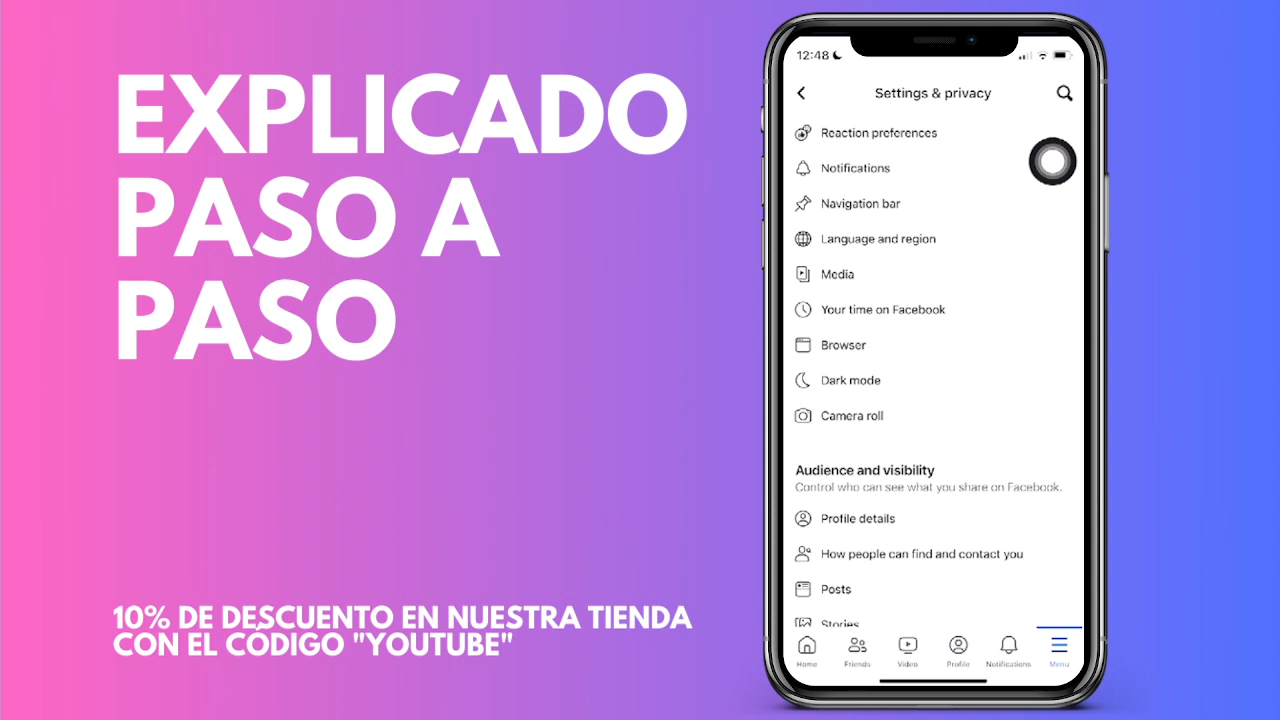 EXPLICADO
PASO A
PASO
10% DE DESCUENTO EN NUESTRA TIENDA
CON EL CÓDIGO "YOUTUBE"
12:48
Settings & privacy
Reaction preferences
Notifications
Navigation bar
Language and region
Media
Your time on Facebook
Browser
Dark mode
Camera roll
Audience and visibility
Control who can see what you share on Facebook.
Profile details
How people can find and contact you
Posts
Stories
Home Friends Video Profile Notifications Menu